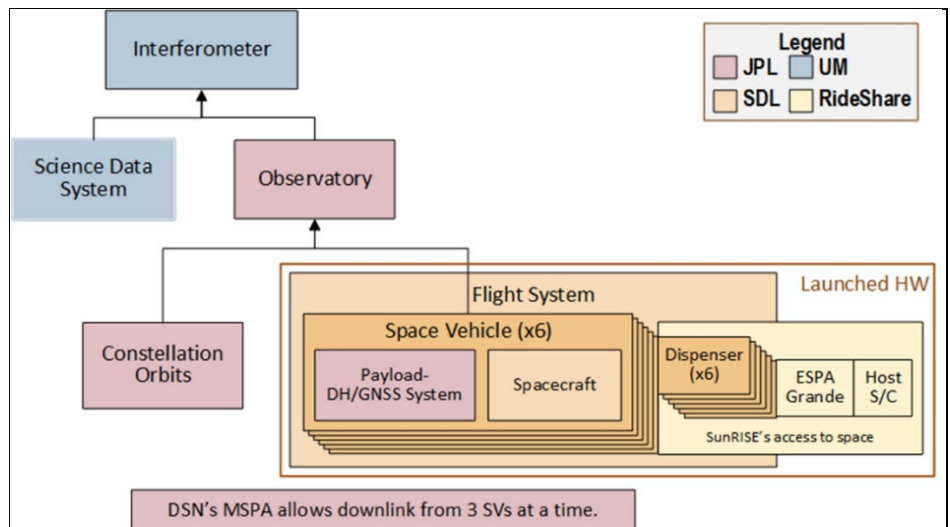 Interferometer
Legend
JPL
UM
SDL
RideShare
Science Data
System
Observatory
Launched HW
Flight System
Space Vehicle (x6)
Constellation
Orbits
Payload-
DH/GNSS System
Spacecraft
Dispenser
(x6)
ESPA
Grande
Host
S/C
SunRISE's access to space
DSN's MSPA allows downlink from 3 SVs at a time.